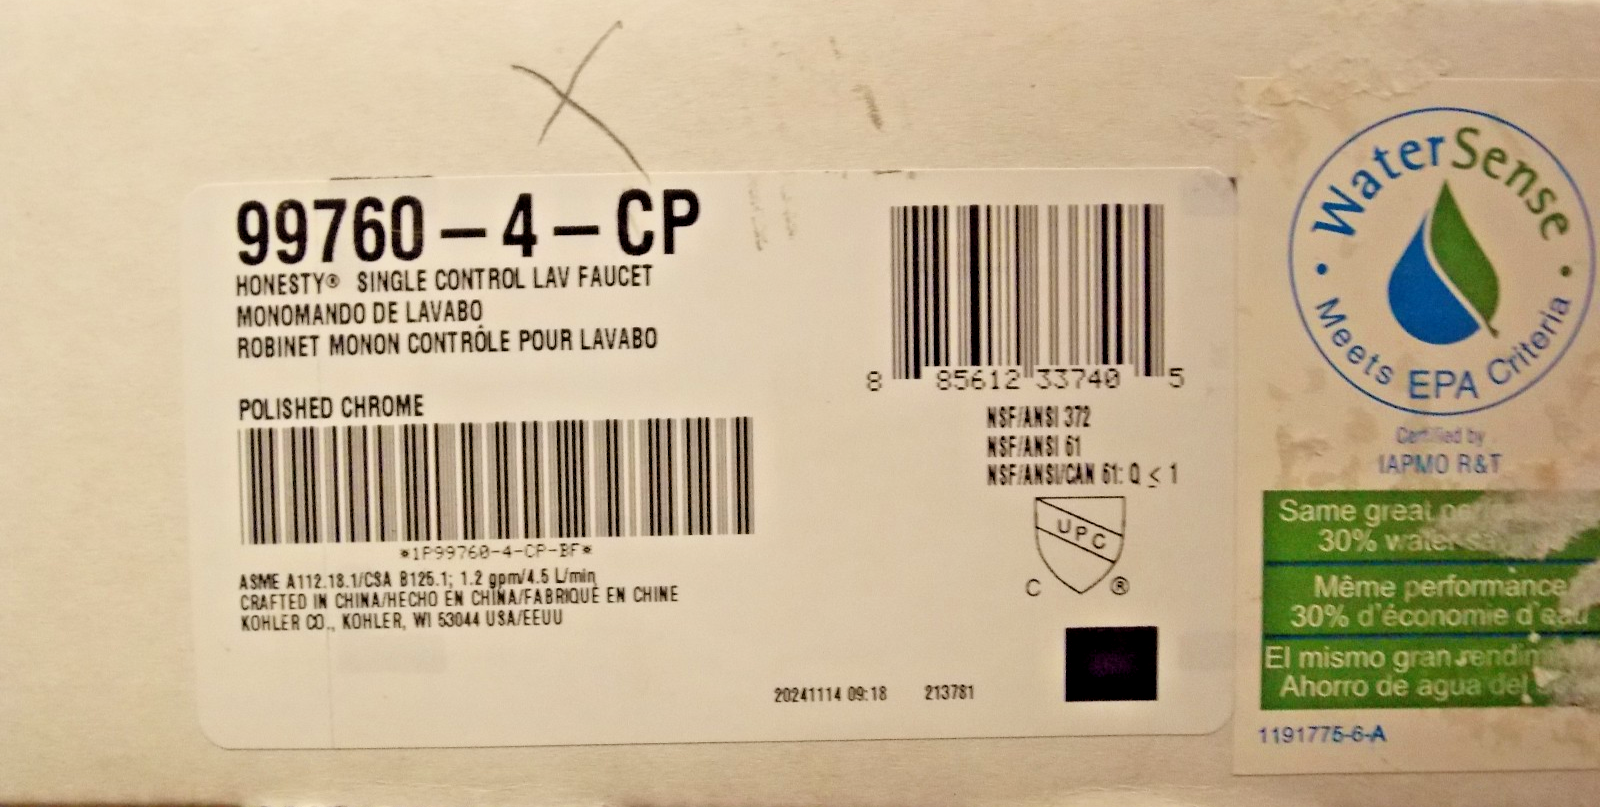 99760-4-CP
HONESTY® SINGLE CONTROL LAV FAUCET
MONOMANDO DE LAVABO
ROBINET MONON CONTRÔLE POUR LAVABO
POLISHED CHROME
*1P99760-4-CP-BF*
ASME A112.18.1/CSA B125.1; 1.2 gpm/4.5 L/min
CRAFTED IN CHINA/HECHO EN CHINA/FABRIQUÉ EN CHINE
KOHLER CO., KOHLER, WI 53044 USA/EEUU
8 85612 33740 5
NSF/ANSI 372
NSF/ANSI 61
NSF/ANSI/CAN 61: Q ≤ 1
UPC
C ®
20241114 09:18 213781
WaterSense
Meets EPA Criteria
Certified by
IAPMO R&T
Same great
30% water
Même performance
30% d'économie d'eau
El mismo gran
Ahorro de agua del
1191775-6-A